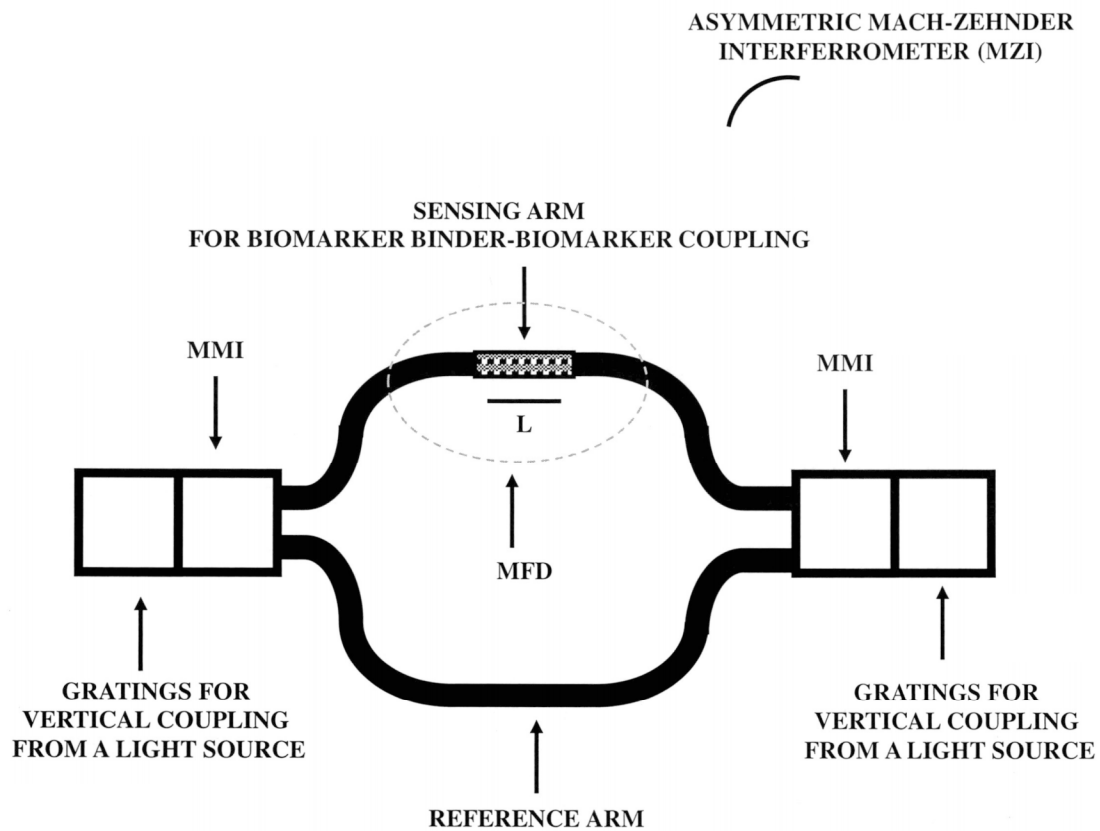 ASYMMETRIC MACH-ZEHNDER
INTERFERROMETER (MZI)
SENSING ARM
FOR BIOMARKER BINDER-BIOMARKER COUPLING
MMI
MMI
L
MFD
GRATINGS FOR
VERTICAL COUPLING
FROM A LIGHT SOURCE
GRATINGS FOR
VERTICAL COUPLING
FROM A LIGHT SOURCE
REFERENCE ARM